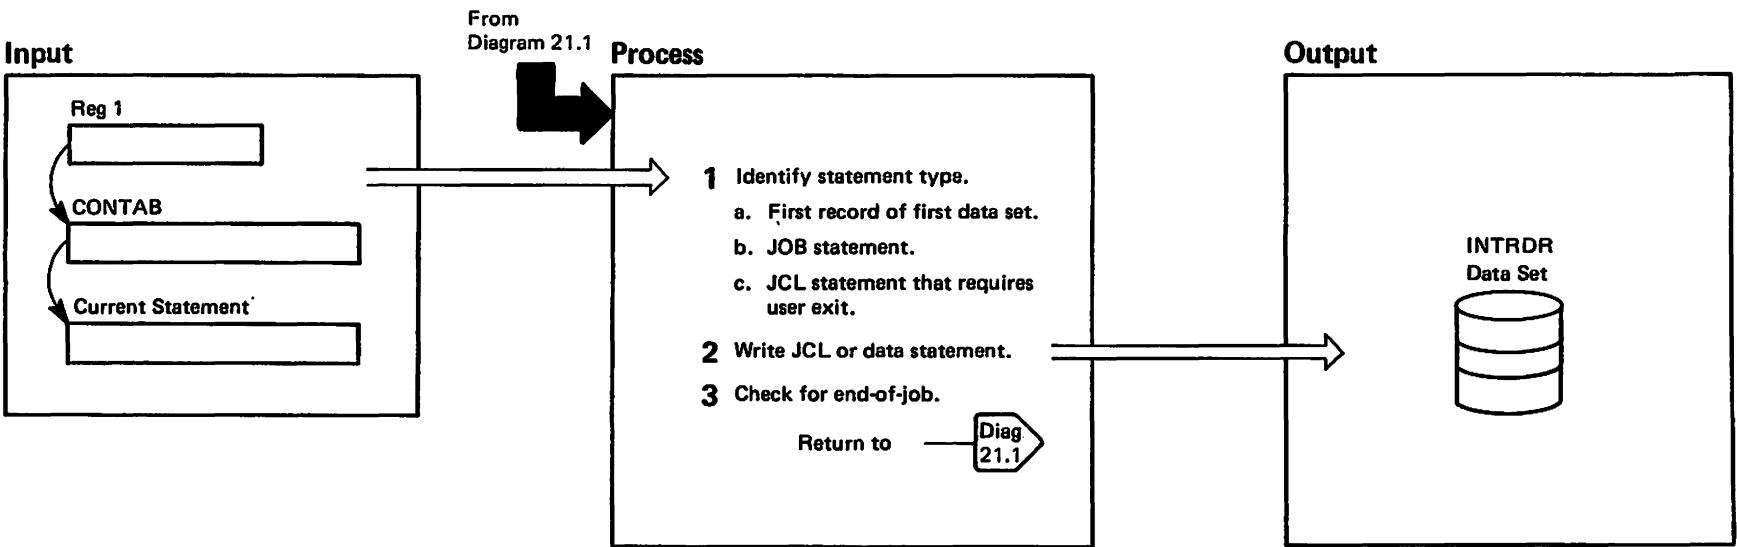 From
Diagram 21.1
Input
Process
Output
Reg 1
CONTAB
Current Statement
1 Identify statement type.
a. First record of first data set.
b. JOB statement.
c. JCL statement that requires
user exit.
2 Write JCL or data statement.
3 Check for end-of-job.
Return to
Diag
21.1
INTRDR
Data Set